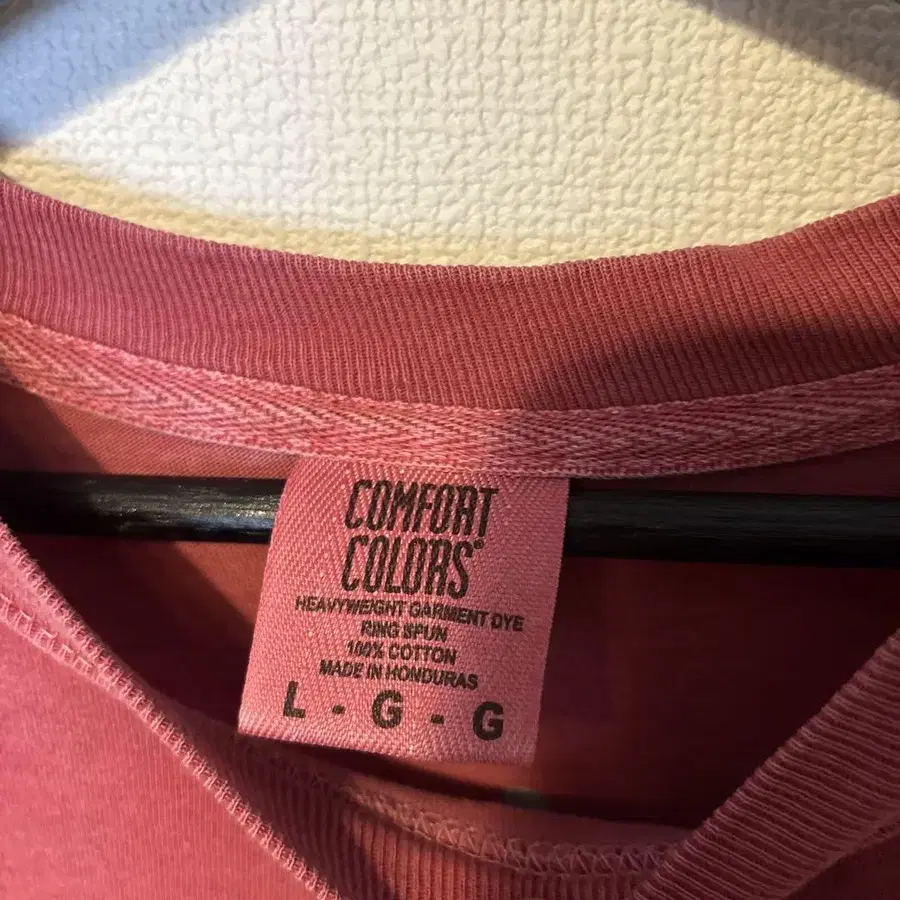 COMFORT
COLORS®
HEAVYWEIGHT GARMENT DYE
RING SPUN
100% COTTON
MADE IN HONDURAS
L - G - G